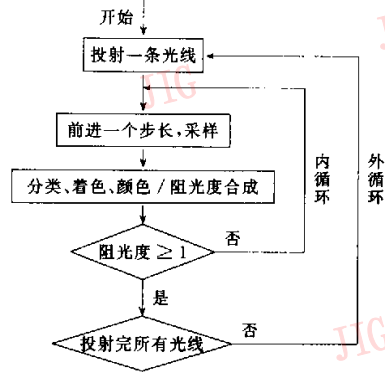 开始
投射一条光线
JIG
前进一个步长,采样
内循环
外循环
分类、着色、颜色/阻光度合成
阻光度≥1
否
是
投射完所有光线
否
JIG